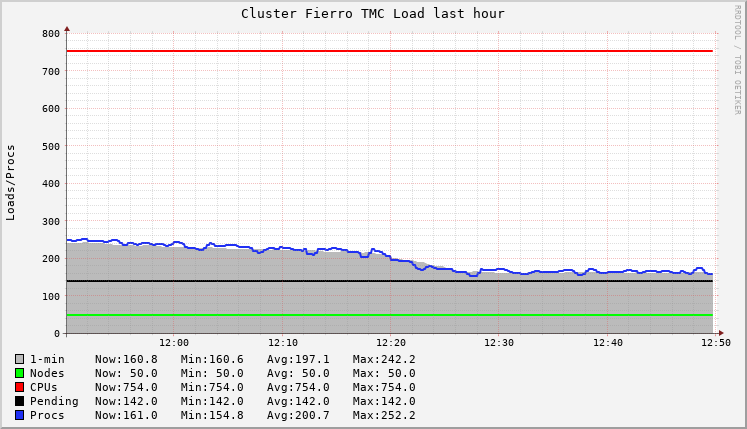 Cluster Fierro TMC Load last hour
RRDTOOL / TOBI OETIKER
Loads/Procs
800
700
600
500
400
300
200
100
0
12:00 12:10 12:20 12:30 12:40 12:50
1-min Now:160.8 Min:160.6 Avg:197.1 Max:242.2
Nodes Now: 50.0 Min: 50.0 Avg: 50.0 Max: 50.0
CPUs Now:754.0 Min:754.0 Avg:754.0 Max:754.0
Pending Now:142.0 Min:142.0 Avg:142.0 Max:142.0
Procs Now:161.0 Min:154.8 Avg:200.7 Max:252.2